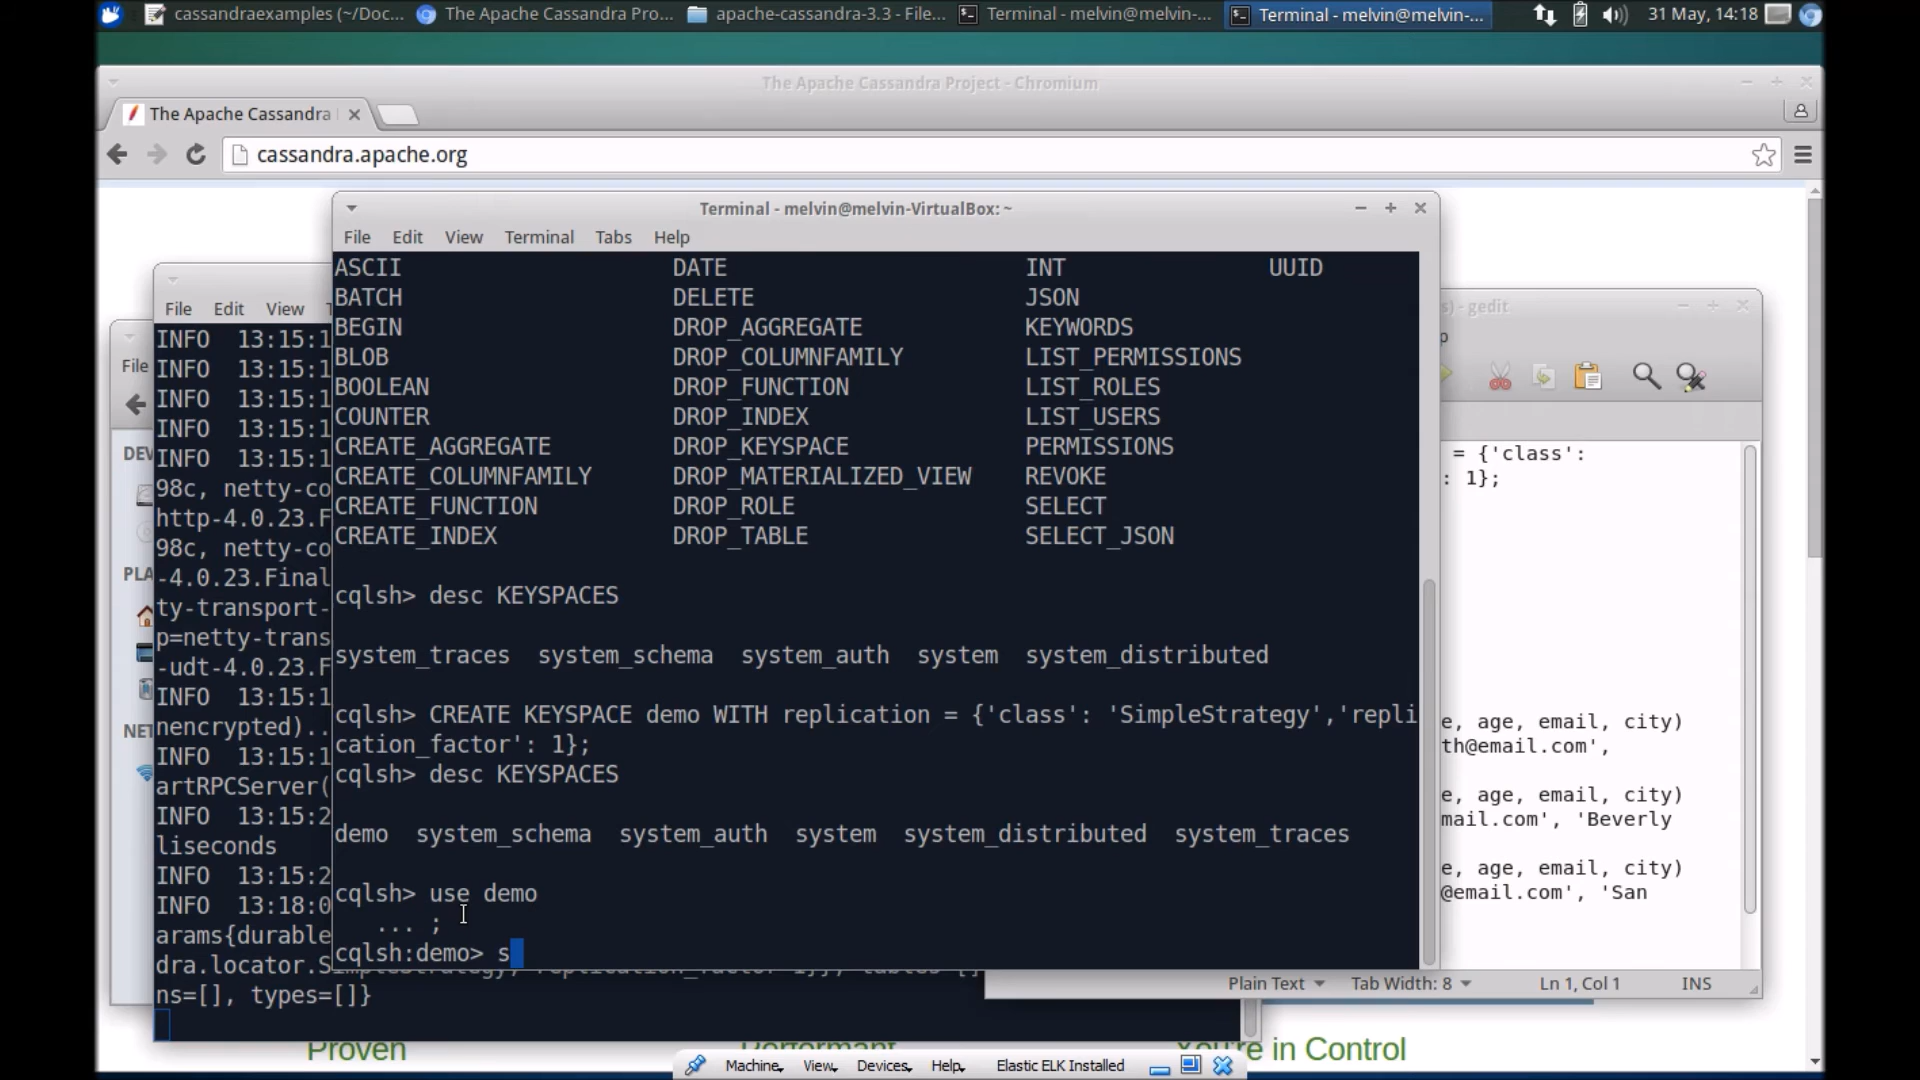 cassandraexamples (~/Doc...
The Apache Cassandra Pro...
apache-cassandra-3.3 - File...
Terminal - melvin@melvin-...
Terminal - melvin@melvin-...
31 May, 14:18
The Apache Cassandra Project - Chromium
The Apache Cassandra
cassandra.apache.org
Terminal - melvin@melvin-VirtualBox: ~
File Edit View Terminal Tabs Help
ASCII DATE INT UUID
BATCH DELETE JSON
BEGIN DROP_AGGREGATE KEYWORDS
BLOB DROP_COLUMNFAMILY LIST_PERMISSIONS
BOOLEAN DROP_FUNCTION LIST_ROLES
COUNTER DROP_INDEX LIST_USERS
CREATE_AGGREGATE DROP_KEYSPACE PERMISSIONS
CREATE_COLUMNFAMILY DROP_MATERIALIZED_VIEW REVOKE
CREATE_FUNCTION DROP_ROLE SELECT
CREATE_INDEX DROP_TABLE SELECT_JSON
cqlsh> desc KEYSPACES
system_traces system_schema system_auth system system_distributed
cqlsh> CREATE KEYSPACE demo WITH replication = {'class': 'SimpleStrategy','repli
cation_factor': 1};
cqlsh> desc KEYSPACES
demo system_schema system_auth system system_distributed system_traces
cqlsh> use demo
... ;
cqlsh:demo> s
File Edit View
INFO 13:15:1
INFO 13:15:1
INFO 13:15:1
INFO 13:15:1
INFO 13:15:1
98c, netty-co
http-4.0.23.F
98c, netty-co
-4.0.23.Final
ty-transport-
p=netty-trans
-udt-4.0.23.F
INFO 13:15:1
nencrypted)..
INFO 13:15:1
artRPCServer(
INFO 13:15:2
liseconds
INFO 13:15:2
INFO 13:18:0
arams{durable
dra.locator.S
ns=[], types=[]}
File
DEV
PLA
NET
s) - gedit
p
= {'class':
: 1};
e, age, email, city)
th@email.com',
e, age, email, city)
mail.com', 'Beverly
e, age, email, city)
@email.com', 'San
Plain Text Tab Width: 8 Ln 1, Col 1 INS
Proven
Performant
You're in Control
Machine View Devices Help Elastic ELK Installed